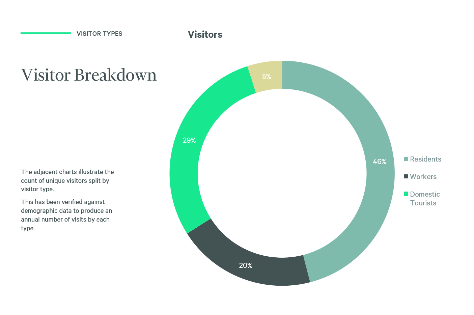 VISITOR TYPES
Visitors
Visitor Breakdown
5%
29%
46%
20%
Residents
Workers
Domestic
Tourists
The adjacent charts illustrate the
count of unique visitors split by
visitor type.
This has been verified against
demographic data to produce an
annual number of visits by each
type.